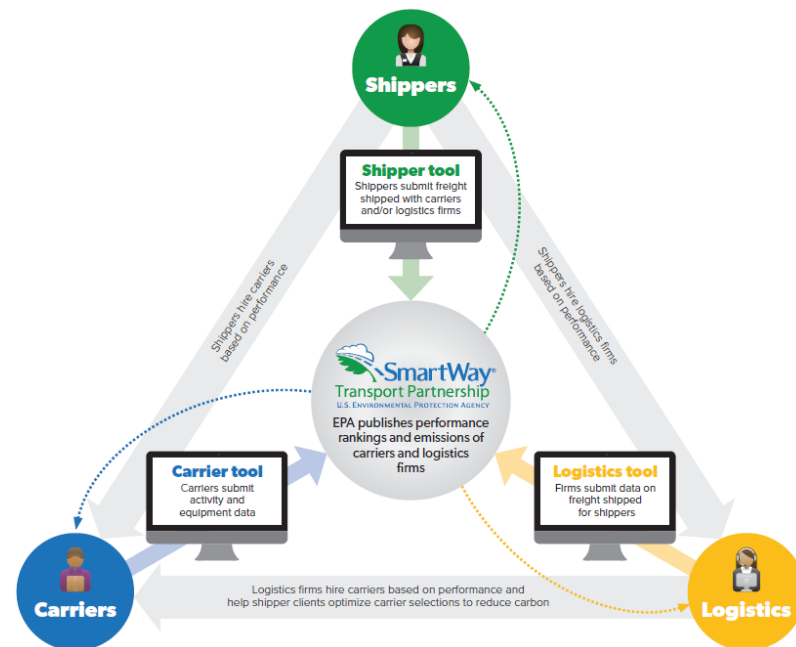 Shippers
Shipper tool
Shippers submit freight
shipped with carriers
and/or logistics firms
Shippers hire carriers
based on performance
Shippers hire logistics firms
based on performance
SmartWay®
Transport Partnership
U.S. ENVIRONMENTAL PROTECTION AGENCY
EPA publishes performance
rankings and emissions of
carriers and logistics
firms
Carrier tool
Carriers submit
activity and
equipment data
Logistics tool
Firms submit data on
freight shipped
for shippers
Carriers
Logistics firms hire carriers based on performance and
help shipper clients optimize carrier selections to reduce carbon
Logistics